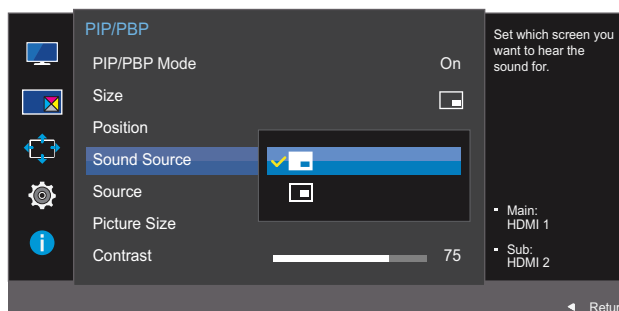 PIP/PBP
PIP/PBP Mode On
Size
Position
Sound Source
Source
Picture Size
Contrast 75
Set which screen you
want to hear the
sound for.
Main:
HDMI 1
Sub:
HDMI 2
Retur